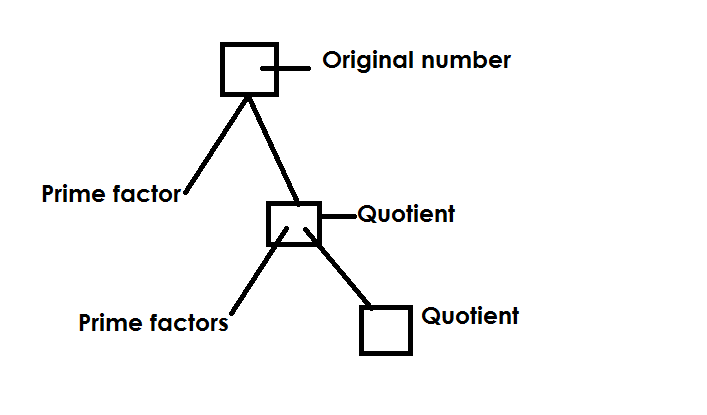 Original number
Prime factor
Quotient
Prime factors
Quotient